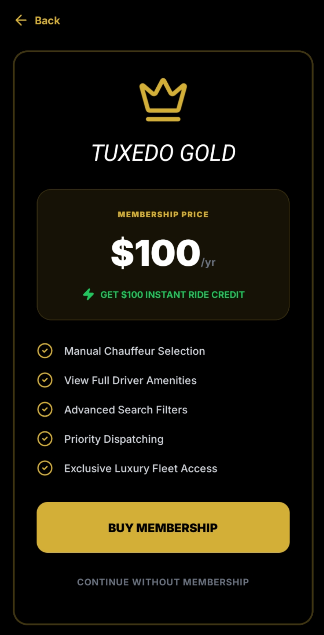 Back
TUXEDO GOLD
MEMBERSHIP PRICE
$100/yr
GET $100 INSTANT RIDE CREDIT
Manual Chauffeur Selection
View Full Driver Amenities
Advanced Search Filters
Priority Dispatching
Exclusive Luxury Fleet Access
BUY MEMBERSHIP
CONTINUE WITHOUT MEMBERSHIP